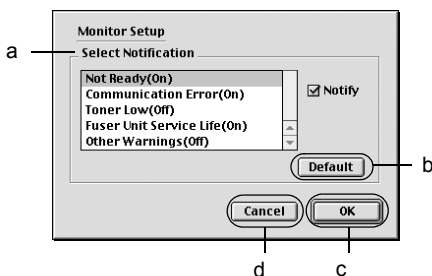 Monitor Setup
a
Select Notification
Not Ready(On)
Communication Error(On)
Toner Low(Off)
Fuser Unit Service Life(On)
Other Warnings(Off)
Notify
Default
b
Cancel
OK
d
c